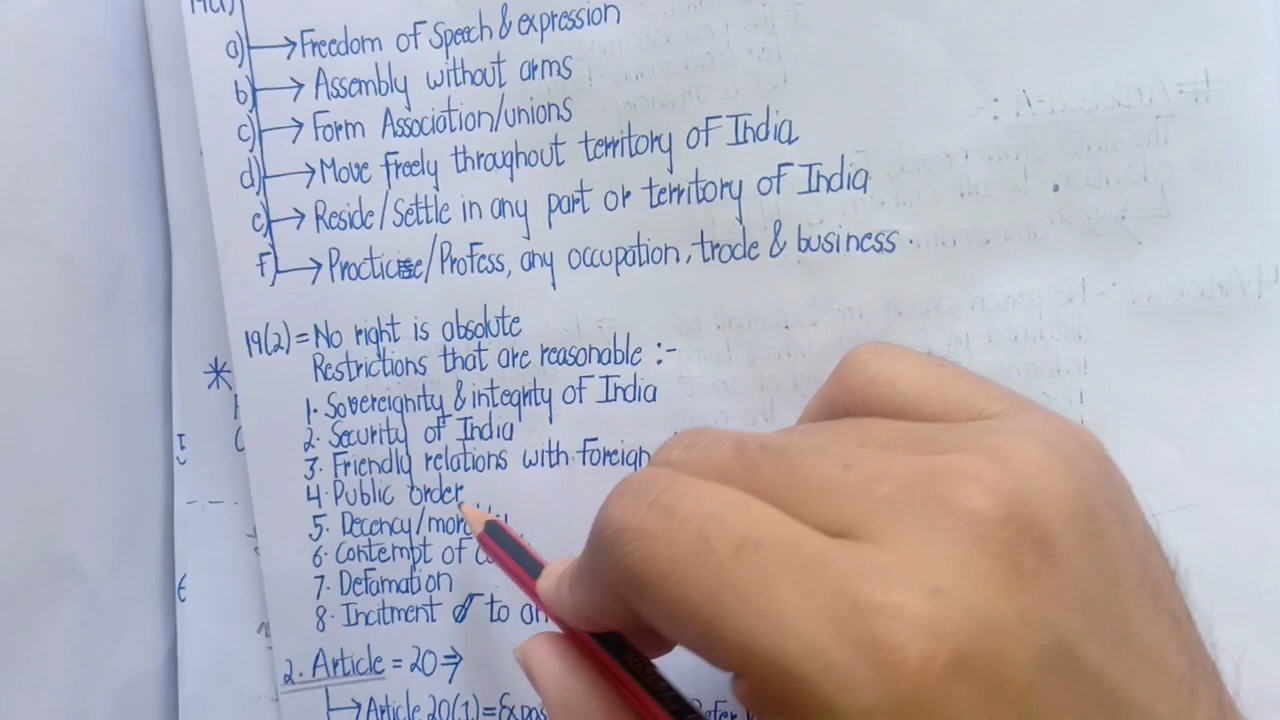 19(1)
a) → Freedom of Speech & expression
b) → Assembly without arms
c) → Form Association/unions
d) → Move freely throughout territory of India
e) → Reside/Settle in any part or territory of India
f) → Practice/Profess, any occupation, trade & business
19(2) = No right is absolute
Restrictions that are reasonable :-
1. Sovereignity & integrity of India
2. Security of India
3. Friendly relations with foreign
4. Public order
5. Decency/
6. Contempt of
7. Defamation
8. Incitment to
2. Article = 20 ⇒
→ Article 20(1) =